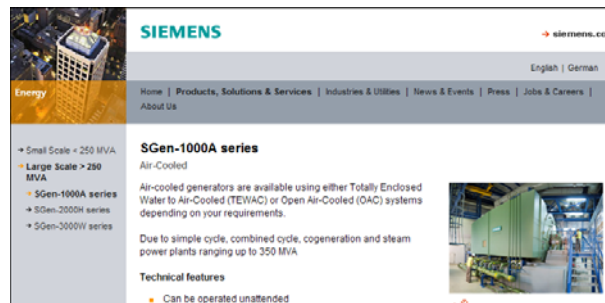 SIEMENS
→ siemens.co
English | German
Energy
Home | Products, Solutions & Services | Industries & Utilities | News & Events | Press | Jobs & Careers |
About Us
→ Small Scale < 250 MVA
→ Large Scale > 250
MVA
→ SGen-1000A series
→ SGen-2000H series
→ SGen-3000W series
SGen-1000A series
Air-Cooled
Air-cooled generators are available using either Totally Enclosed
Water to Air-Cooled (TEWAC) or Open Air-Cooled (OAC) systems
depending on your requirements.
Due to simple cycle, combined cycle, cogeneration and steam
power plants ranging up to 350 MVA
Technical features
Can be operated unattended